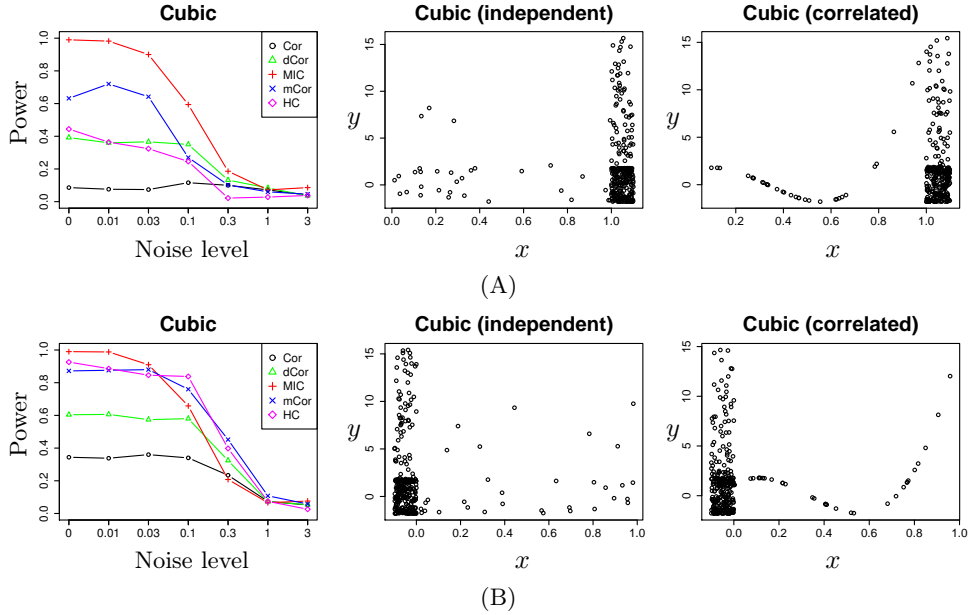 Cubic
Power
1.0
0.8
0.6
0.4
0.2
0.0
0 0.01 0.03 0.1 0.3 1 3
Noise level
Cor
dCor
MIC
mCor
HC
Cubic (independent)
y
15
10
5
0
0.0 0.2 0.4 0.6 0.8 1.0
x
Cubic (correlated)
y
15
10
5
0
0.2 0.4 0.6 0.8 1.0
x
(A)
Cubic
Power
1.0
0.8
0.6
0.4
0.2
0.0
0 0.01 0.03 0.1 0.3 1 3
Noise level
Cor
dCor
MIC
mCor
HC
Cubic (independent)
y
15
10
5
0
0.0 0.2 0.4 0.6 0.8 1.0
x
Cubic (correlated)
y
15
10
5
0
0.0 0.2 0.4 0.6 0.8 1.0
x
(B)